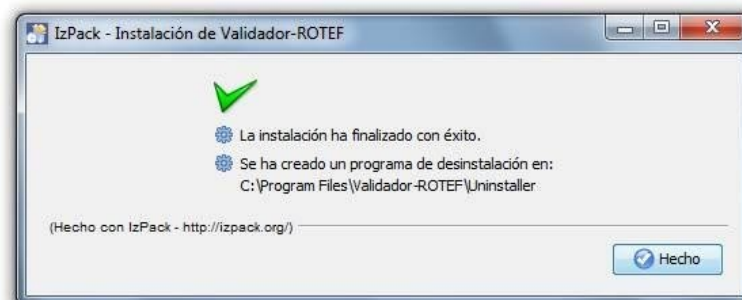 IzPack - Instalación de Validador-ROTEF
La instalación ha finalizado con éxito.
Se ha creado un programa de desinstalación en:
C:\Program Files\Validador-ROTEF\Uninstaller
(Hecho con IzPack - http://izpack.org/)
Hecho